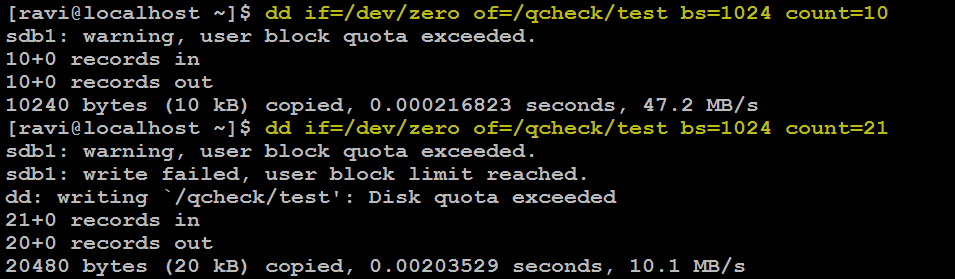 [ravi@localhost ~]$ dd if=/dev/zero of=/qcheck/test bs=1024 count=10
sdb1: warning, user block quota exceeded.
10+0 records in
10+0 records out
10240 bytes (10 kB) copied, 0.000216823 seconds, 47.2 MB/s
[ravi@localhost ~]$ dd if=/dev/zero of=/qcheck/test bs=1024 count=21
sdb1: warning, user block quota exceeded.
sdb1: write failed, user block limit reached.
dd: writing `/qcheck/test': Disk quota exceeded
21+0 records in
20+0 records out
20480 bytes (20 kB) copied, 0.00203529 seconds, 10.1 MB/s